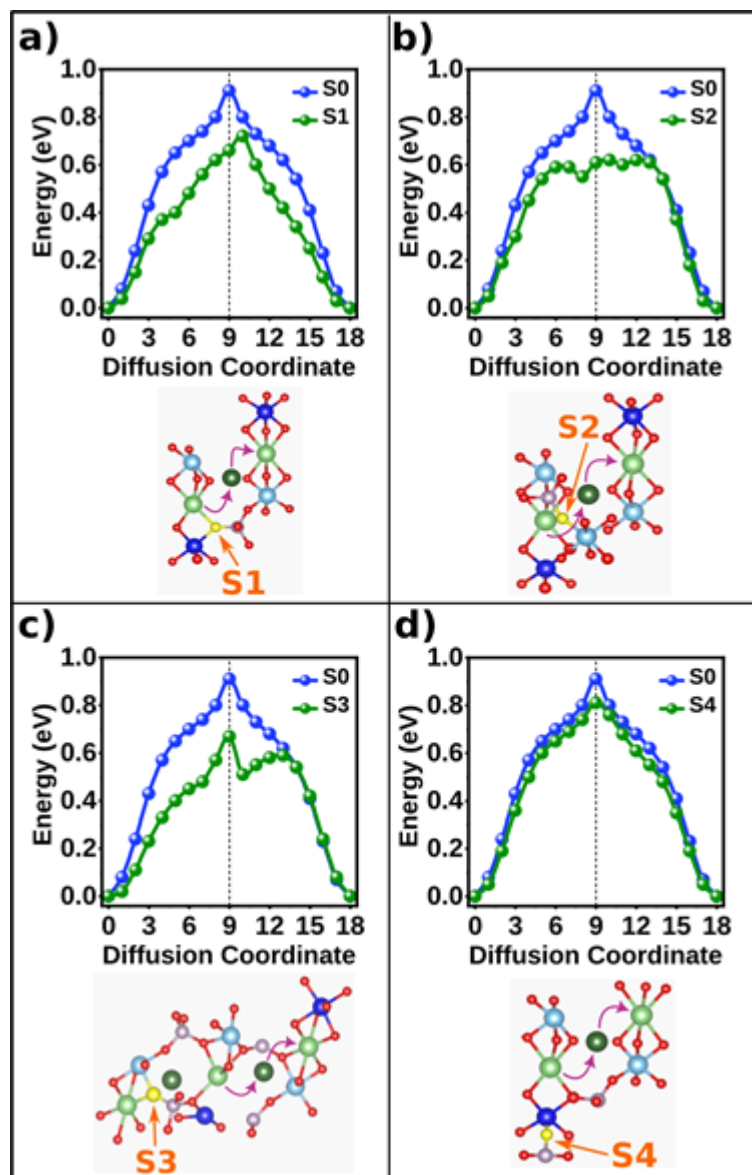 a)
1.0
0.8
0.6
0.4
0.2
0.0
Energy (eV)
S0
S1
0 3 6 9 12 15 18
Diffusion Coordinate
S1
b)
1.0
0.8
0.6
0.4
0.2
0.0
Energy (eV)
S0
S2
0 3 6 9 12 15 18
Diffusion Coordinate
S2
c)
1.0
0.8
0.6
0.4
0.2
0.0
Energy (eV)
S0
S3
0 3 6 9 12 15 18
Diffusion Coordinate
S3
d)
1.0
0.8
0.6
0.4
0.2
0.0
Energy (eV)
S0
S4
0 3 6 9 12 15 18
Diffusion Coordinate
S4